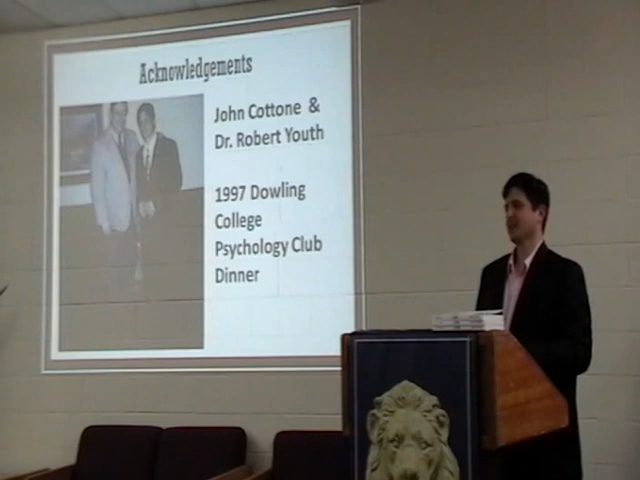 Acknowledgements
John Cottone &
Dr. Robert Youth
1997 Dowling
College
Psychology Club
Dinner